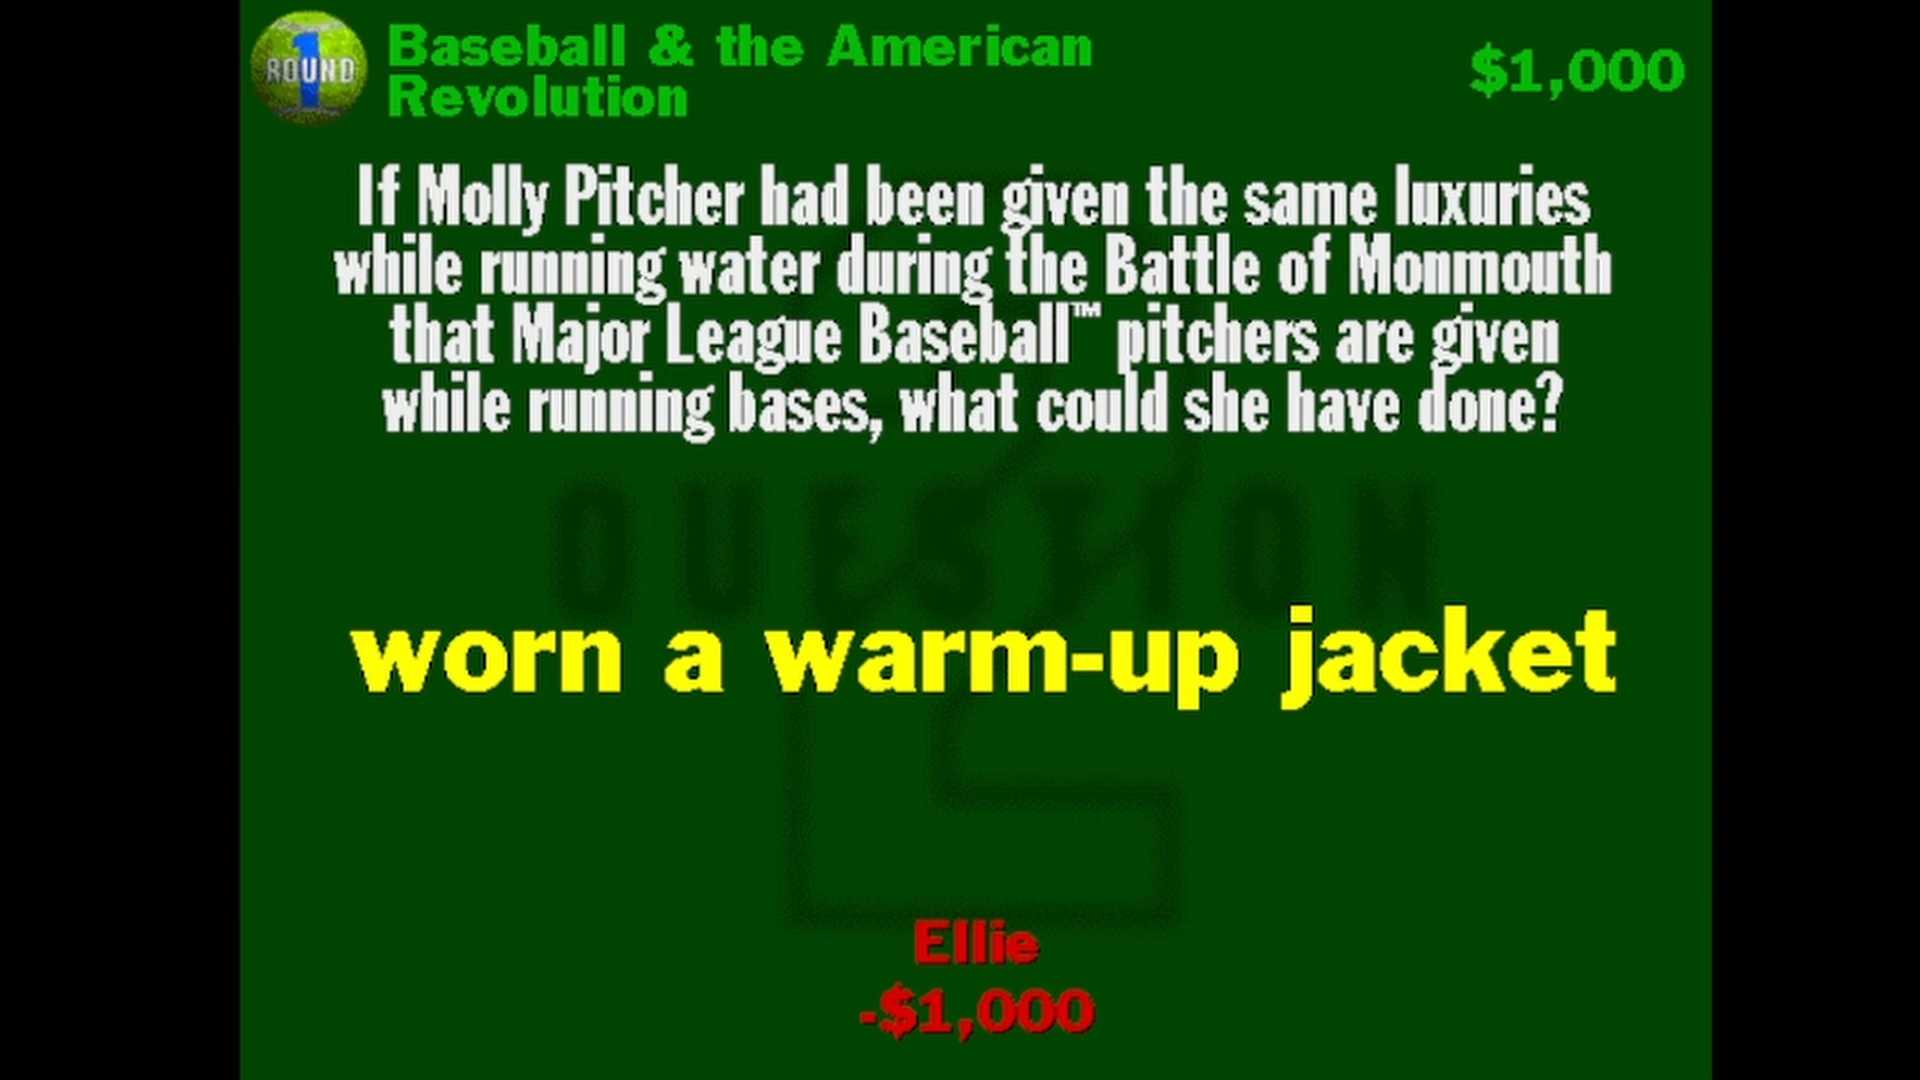 1
ROUND
Baseball & the American
Revolution
$1,000
If Molly Pitcher had been given the same luxuries
while running water during the Battle of Monmouth
that Major League Baseball™ pitchers are given
while running bases, what could she have done?
QUESTION
worn a warm-up jacket
Ellie
-$1,000